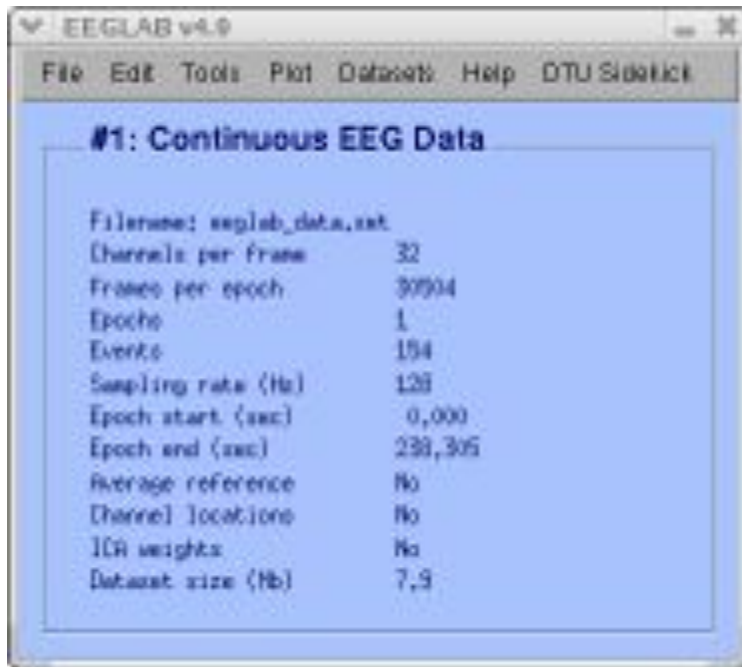 EEGLAB v4.0
File Edit Tools Plot Datasets Help DTU Sidekick
#1: Continuous EEG Data
Filename: eeglab_data.set
Channels per frame 32
Frames per epoch 30504
Epochs 1
Events 154
Sampling rate (Hz) 128
Epoch start (sec) 0.000
Epoch end (sec) 238.305
Average reference No
Channel locations No
ICA weights No
Dataset size (Mb) 7.9